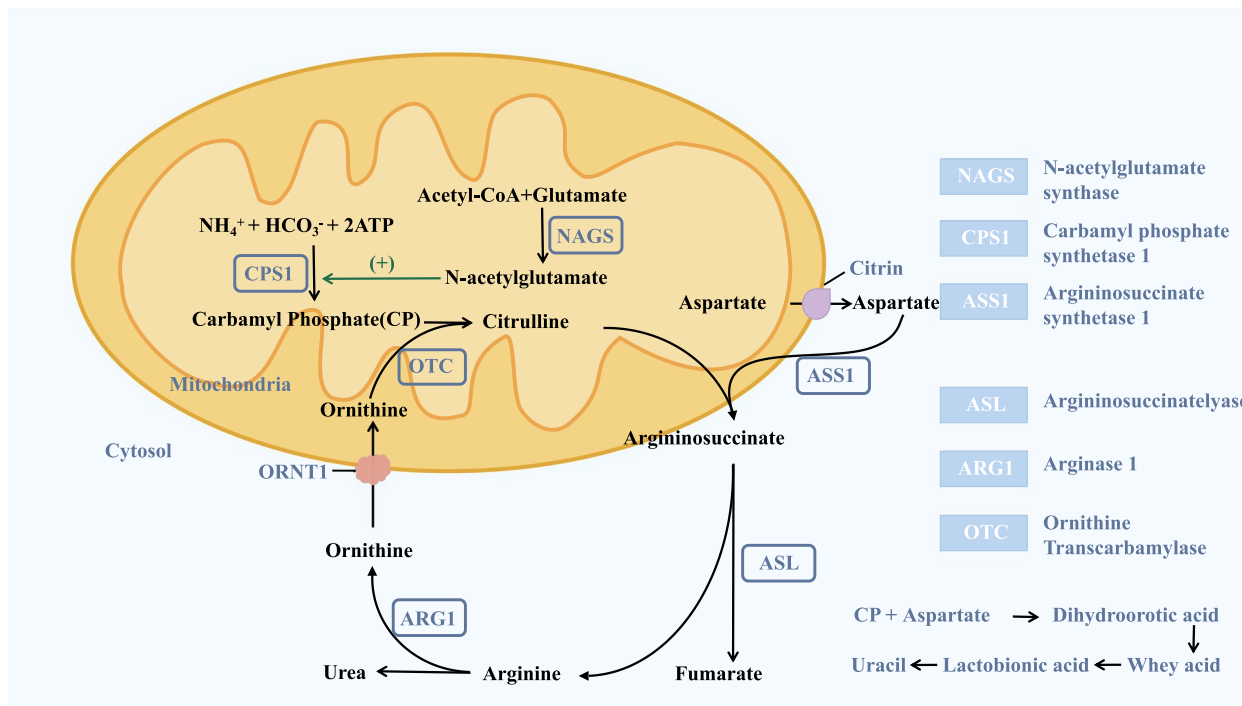 Acetyl-CoA+Glutamate
NH₄⁺ + HCO₃⁻ + 2ATP
NAGS
CPS1
(+)
N-acetylglutamate
Citrin
Aspartate
Aspartate
Carbamyl Phosphate(CP)
Citrulline
OTC
ASS1
Mitochondria
Ornithine
Argininosuccinate
Cytosol
ORNT1
Ornithine
ASL
ARG1
Urea
Arginine
Fumarate
NAGS
N-acetylglutamate
synthase
CPS1
Carbamyl phosphate
synthetase 1
ASS1
Argininosuccinate
synthetase 1
ASL
Argininosuccinatelyase
ARG1
Arginase 1
OTC
Ornithine
Transcarbamylase
CP + Aspartate
Dihydroorotic acid
Uracil
Lactobionic acid
Whey acid